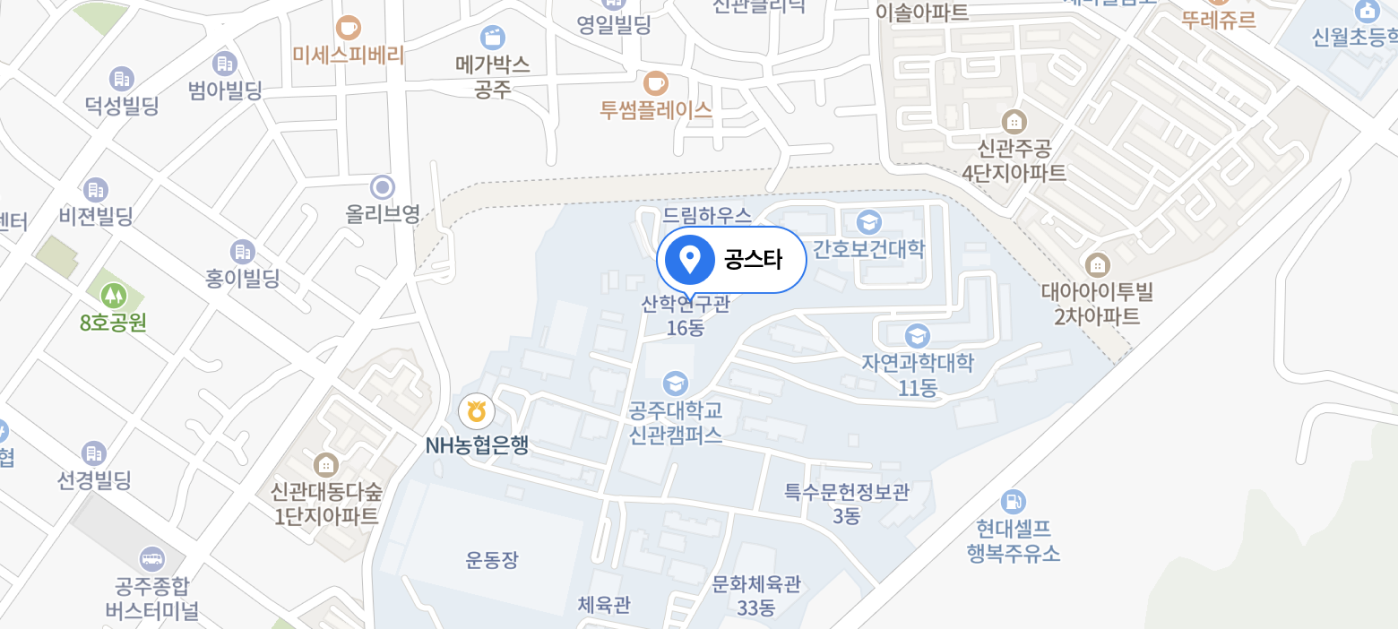 영일빌딩
신관클리닉
이솔아파트
뚜레쥬르
미세스피베리
메가박스
공주
신월초등학
덕성빌딩
범아빌딩
투썸플레이스
신관주공
4단지아파트
비젼빌딩
센터
올리브영
드림하우스
간호보건대학
공스타
홍이빌딩
8호공원
산학연구관
16동
대아아이투빌
2차아파트
자연과학대학
11동
공주대학교
신관캠퍼스
NH농협은행
협
선경빌딩
신관대동다숲
1단지아파트
특수문헌정보관
3동
현대셀프
행복주유소
운동장
공주종합
버스터미널
체육관
문화체육관
33동